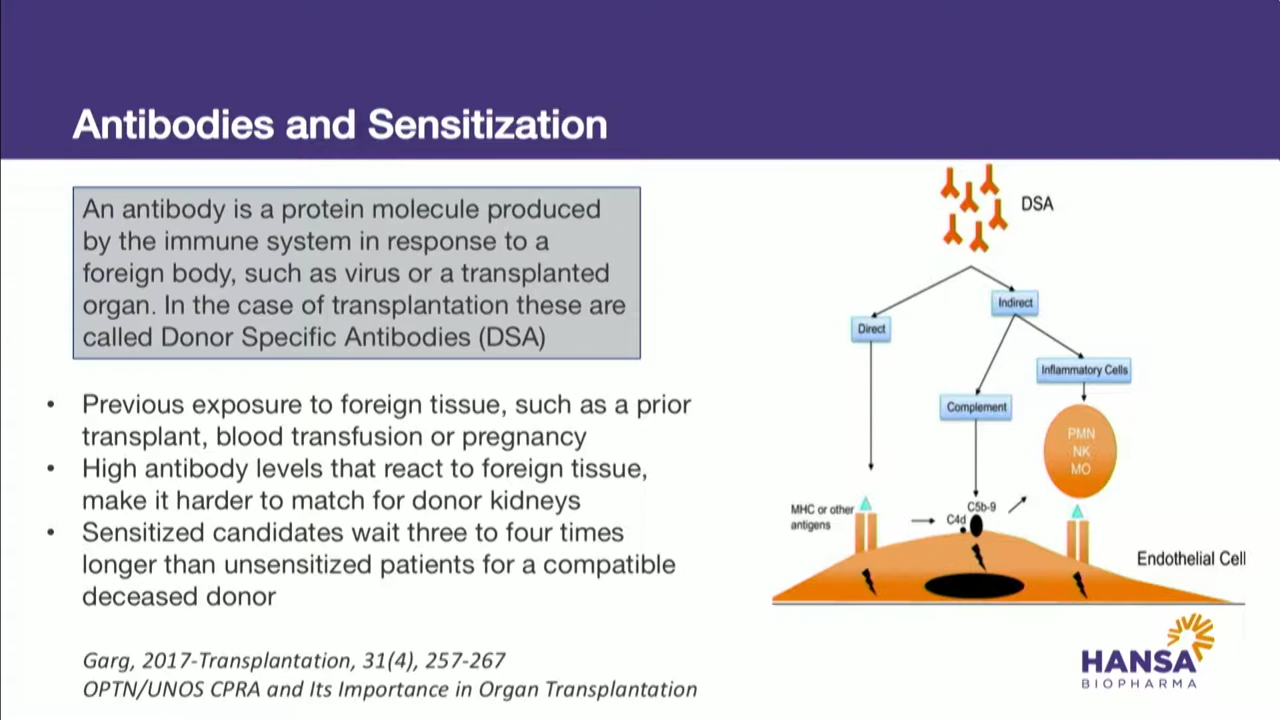 Antibodies and Sensitization
An antibody is a protein molecule produced
by the immune system in response to a
foreign body, such as virus or a transplanted
organ. In the case of transplantation these are
called Donor Specific Antibodies (DSA)
• Previous exposure to foreign tissue, such as a prior
transplant, blood transfusion or pregnancy
• High antibody levels that react to foreign tissue,
make it harder to match for donor kidneys
• Sensitized candidates wait three to four times
longer than unsensitized patients for a compatible
deceased donor
Garg, 2017-Transplantation, 31(4), 257-267
OPTN/UNOS CPRA and Its Importance in Organ Transplantation
DSA
Indirect
Direct
Inflammatory Cells
Complement
PMN
NK
MO
MHC or other
antigens
C5b-9
C4d
Endothelial Cell
HANSA
BIOPHARMA